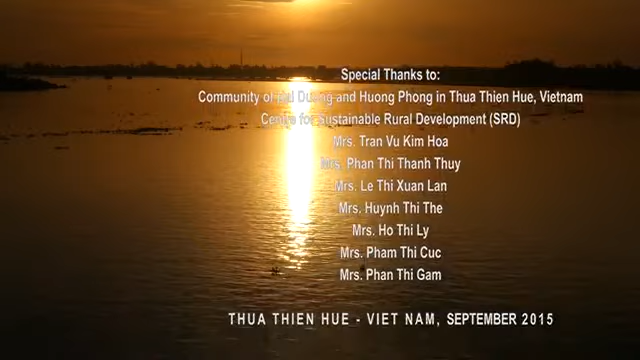 Special Thanks to:
Community of Hai Duong and Huong Phong in Thua Thien Hue, Vietnam
Centre for Sustainable Rural Development (SRD)
Mrs. Tran Vu Kim Hoa
Mrs. Phan Thi Thanh Thuy
Mrs. Le Thi Xuan Lan
Mrs. Huynh Thi The
Mrs. Ho Thi Ly
Mrs. Pham Thi Cuc
Mrs. Phan Thi Gam
THUA THIEN HUE - VIET NAM, SEPTEMBER 2015